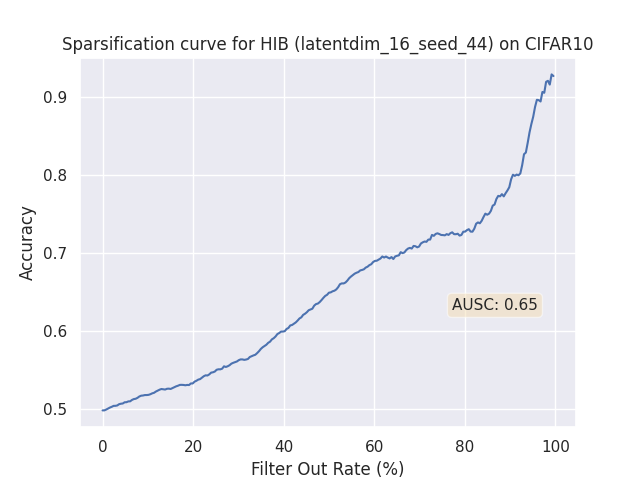 Sparsification curve for HIB (latentdim_16_seed_44) on CIFAR10
0.9
0.8
0.7
0.6
0.5
Accuracy
AUSC: 0.65
0 20 40 60 80 100
Filter Out Rate (%)